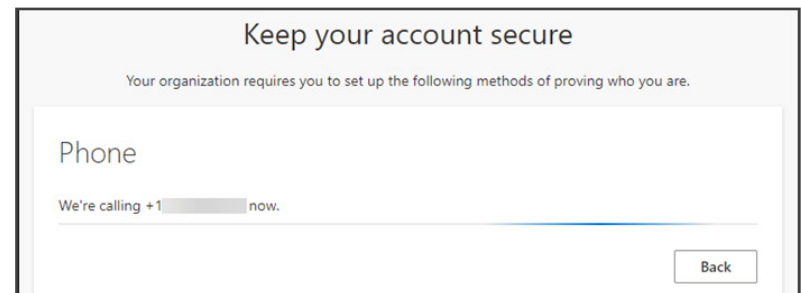 Keep your account secure
Your organization requires you to set up the following methods of proving who you are.
Phone
We're calling +1 now.
Back